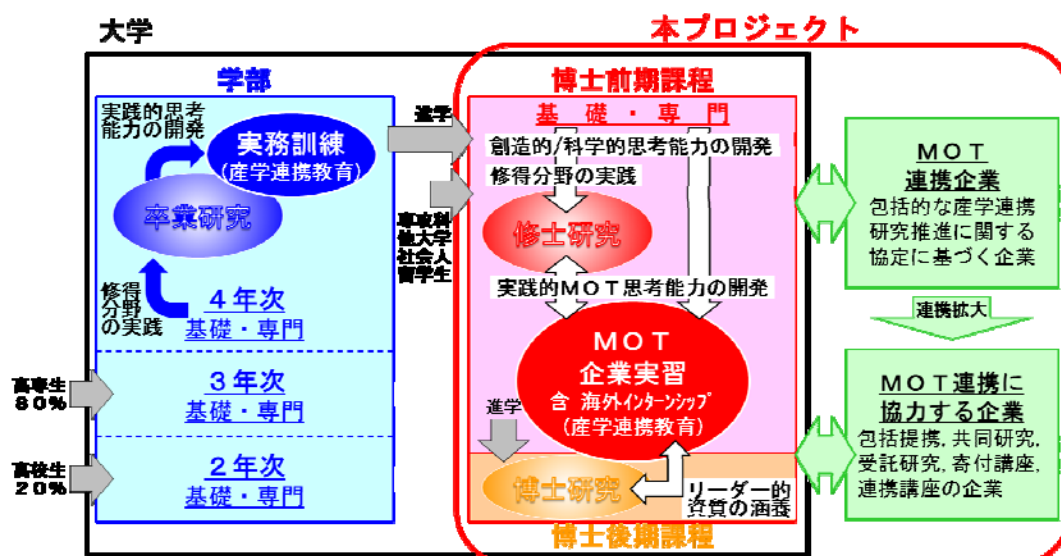 大学
本プロジェクト
学部
実践的思考
能力の開発
実務訓練
(産学連携教育)
卒業研究
修得
分野
の実践
4年次
基礎・専門
3年次
基礎・専門
2年次
基礎・専門
高専生
80%
高校生
20%
進学
専攻科
他大学
社会人
留学生
博士前期課程
基礎・専門
創造的/科学的思考能力の開発
修得分野の実践
修士研究
実践的MOT思考能力の開発
MOT
企業実習
含 海外インターンシップ
(産学連携教育)
進学
博士研究
リーダー的
資質の涵養
博士後期課程
MOT
連携企業
包括的な産学連携
研究推進に関する
協定に基づく企業
連携拡大
MOT連携に
協力する企業
包括提携,共同研究,
受託研究,寄付講座,
連携講座の企業